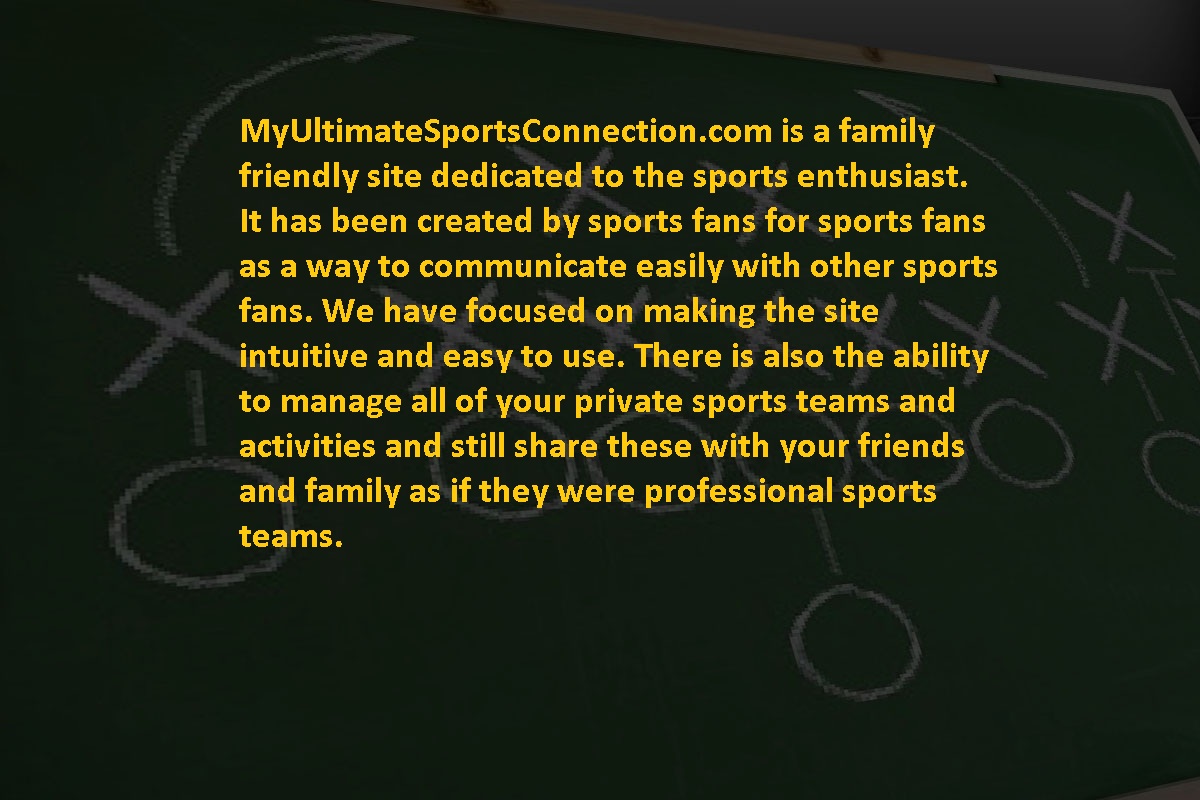 MyUltimateSportsConnection.com is a family
friendly site dedicated to the sports enthusiast.
It has been created by sports fans for sports fans
as a way to communicate easily with other sports
fans. We have focused on making the site
intuitive and easy to use. There is also the ability
to manage all of your private sports teams and
activities and still share these with your friends
and family as if they were professional sports
teams.